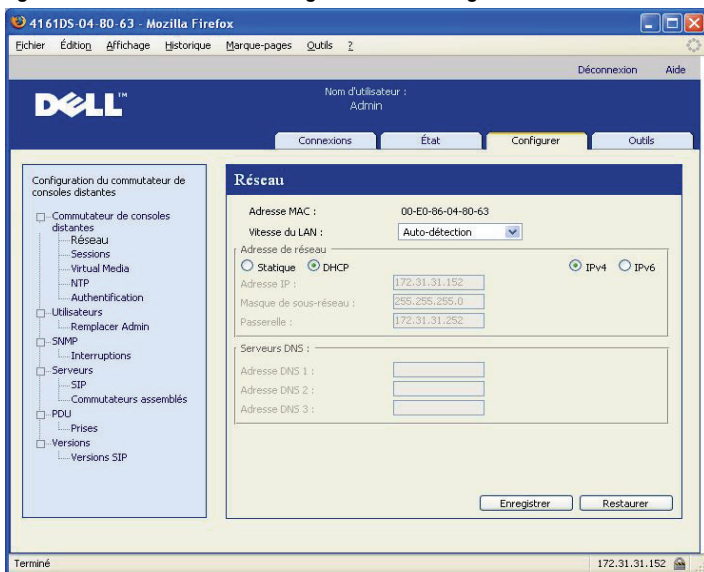 4161DS-04-80-63 - Mozilla Firefox
Eichier Édition Affichage Historique Marque-pages Outils ?
Déconnexion Aide
DELL™
Nom d'utilisateur :
Admin
Connexions État Configurer Outils
Configuration du commutateur de
consoles distantes
Commutateur de consoles
distantes
Réseau
Sessions
Virtual Media
NTP
Authentification
Utilisateurs
Remplacer Admin
SNMP
Interruptions
Serveurs
SIP
Commutateurs assemblés
PDU
Prises
Versions
Versions SIP
Réseau
Adresse MAC : 00-E0-86-04-80-63
Vitesse du LAN : Auto-détection
Adresse de réseau
Statique DHCP IPv4 IPv6
Adresse IP : 172.31.31.152
Masque de sous-réseau : 255.255.255.0
Passerelle : 172.31.31.252
Serveurs DNS :
Adresse DNS 1 :
Adresse DNS 2 :
Adresse DNS 3 :
Enregistrer Restaurer
Terminé 172.31.31.152